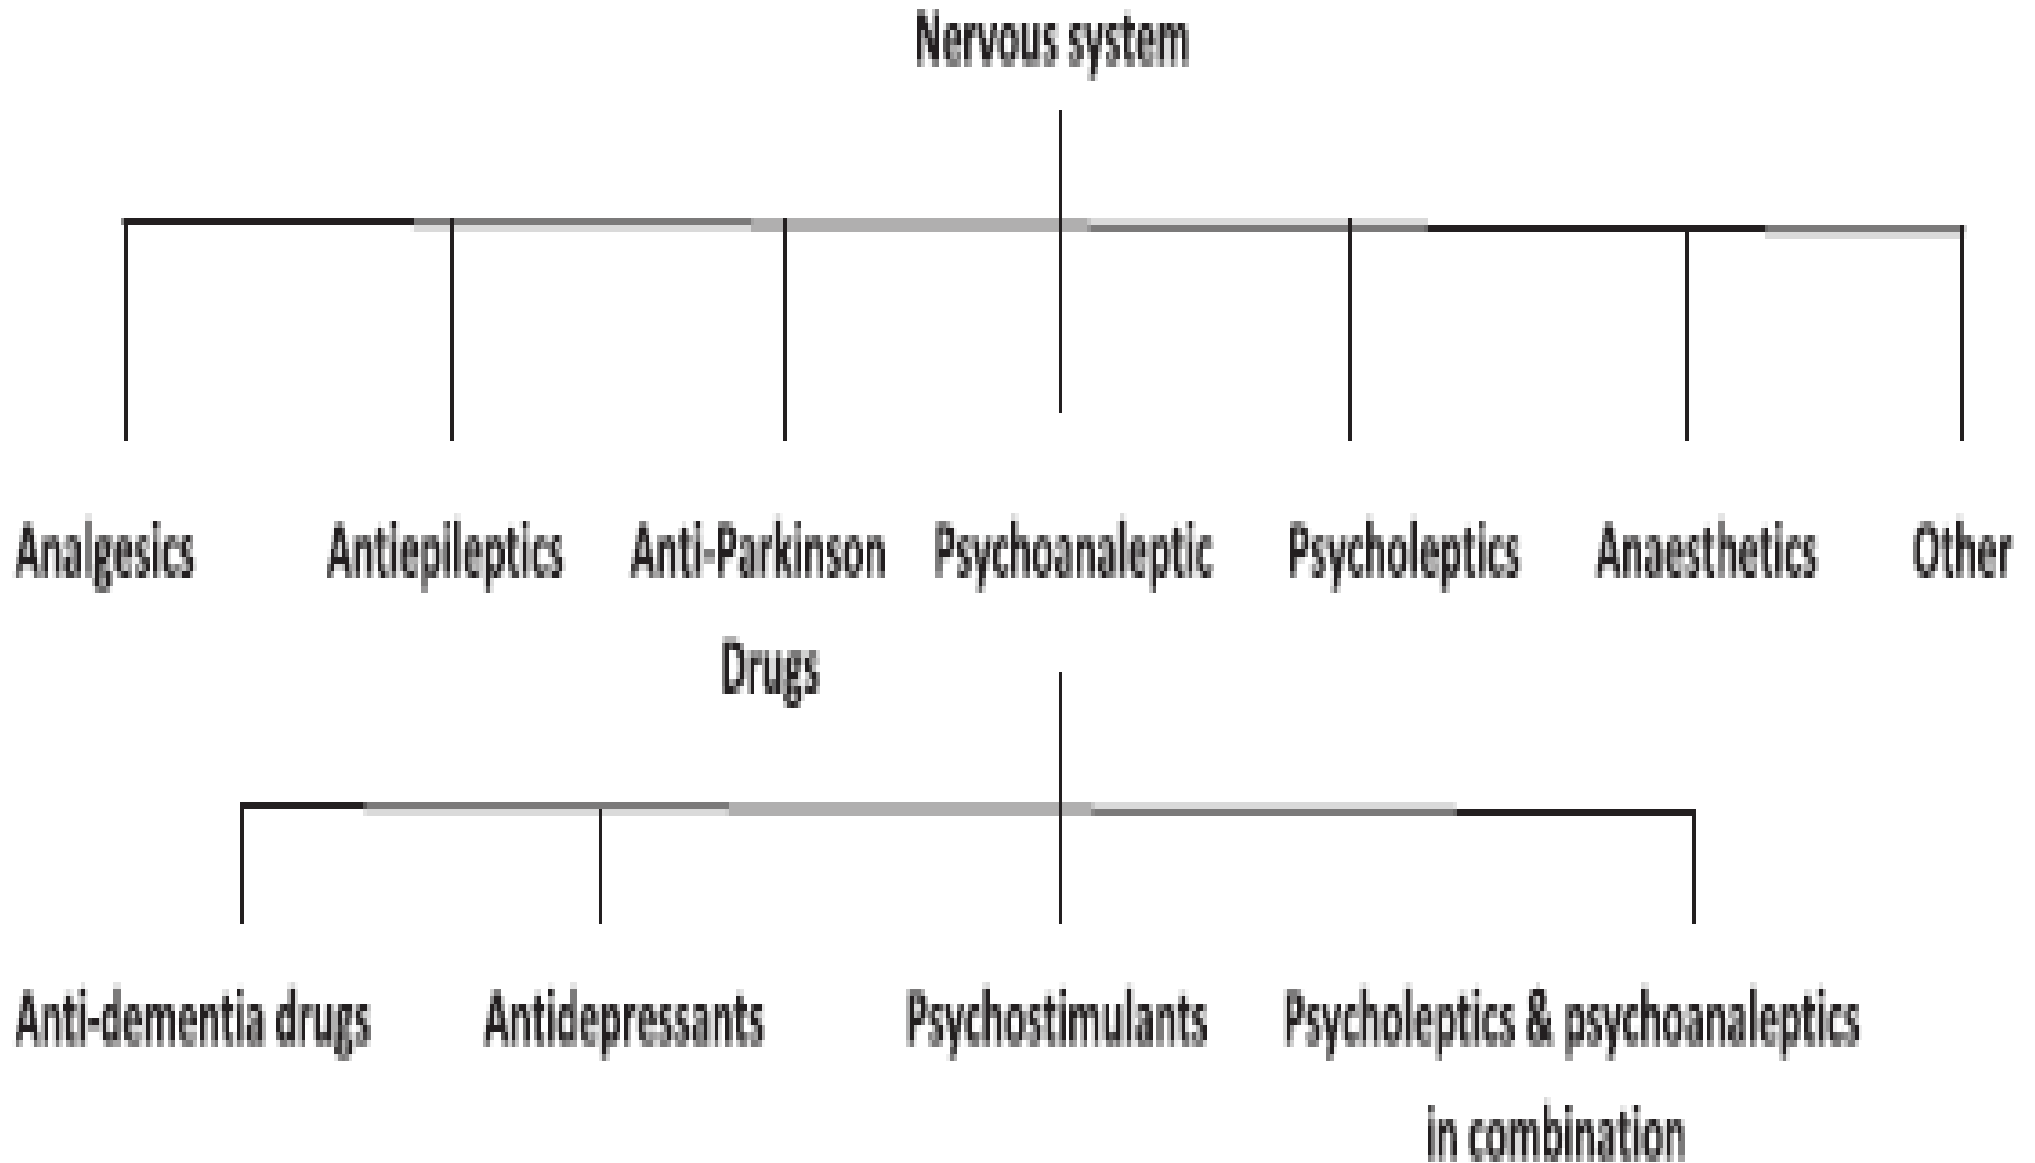 Nervous system
Analgesics Antiepileptics Anti-Parkinson Psychoanaleptic Psycholeptics Anaesthetics Other
Drugs
Anti-dementia drugs Antidepressants Psychostimulants Psycholeptics & psychoanaleptics
in combination